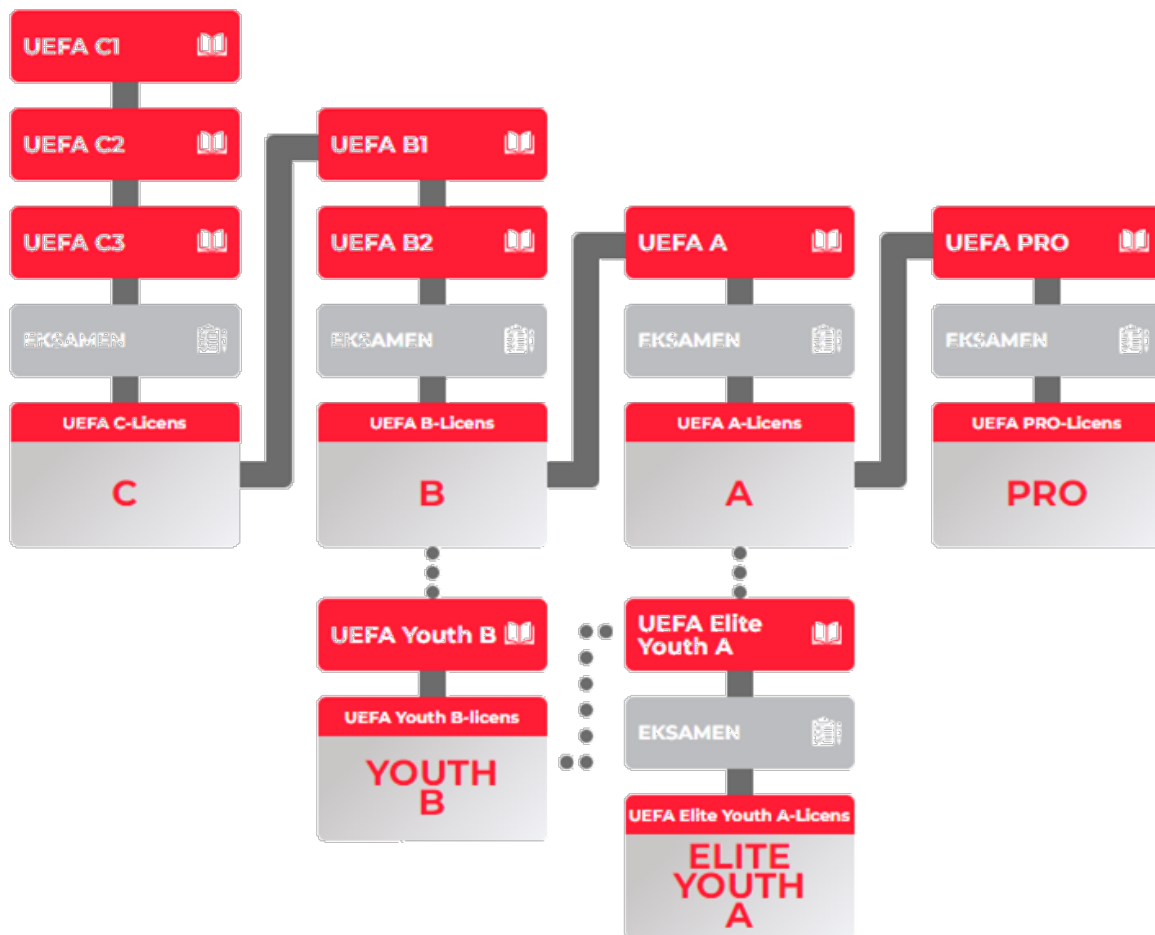 UEFA C1
UEFA C2
UEFA C3
EKSAMEN
UEFA C-Licens
C
UEFA B1
UEFA B2
EKSAMEN
UEFA B-Licens
B
UEFA Youth B
UEFA Youth B-licens
YOUTH
B
UEFA A
EKSAMEN
UEFA A-Licens
A
UEFA Elite
Youth A
EKSAMEN
UEFA Elite Youth A-Licens
ELITE
YOUTH
A
UEFA PRO
EKSAMEN
UEFA PRO-Licens
PRO